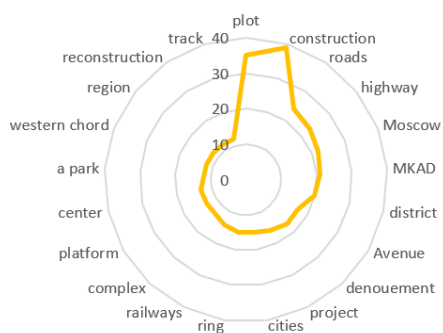 plot
track
construction
reconstruction
roads
region
highway
western chord
Moscow
a park
MKAD
center
district
platform
Avenue
complex
denouement
railways
project
ring
cities
40
30
20
10
0